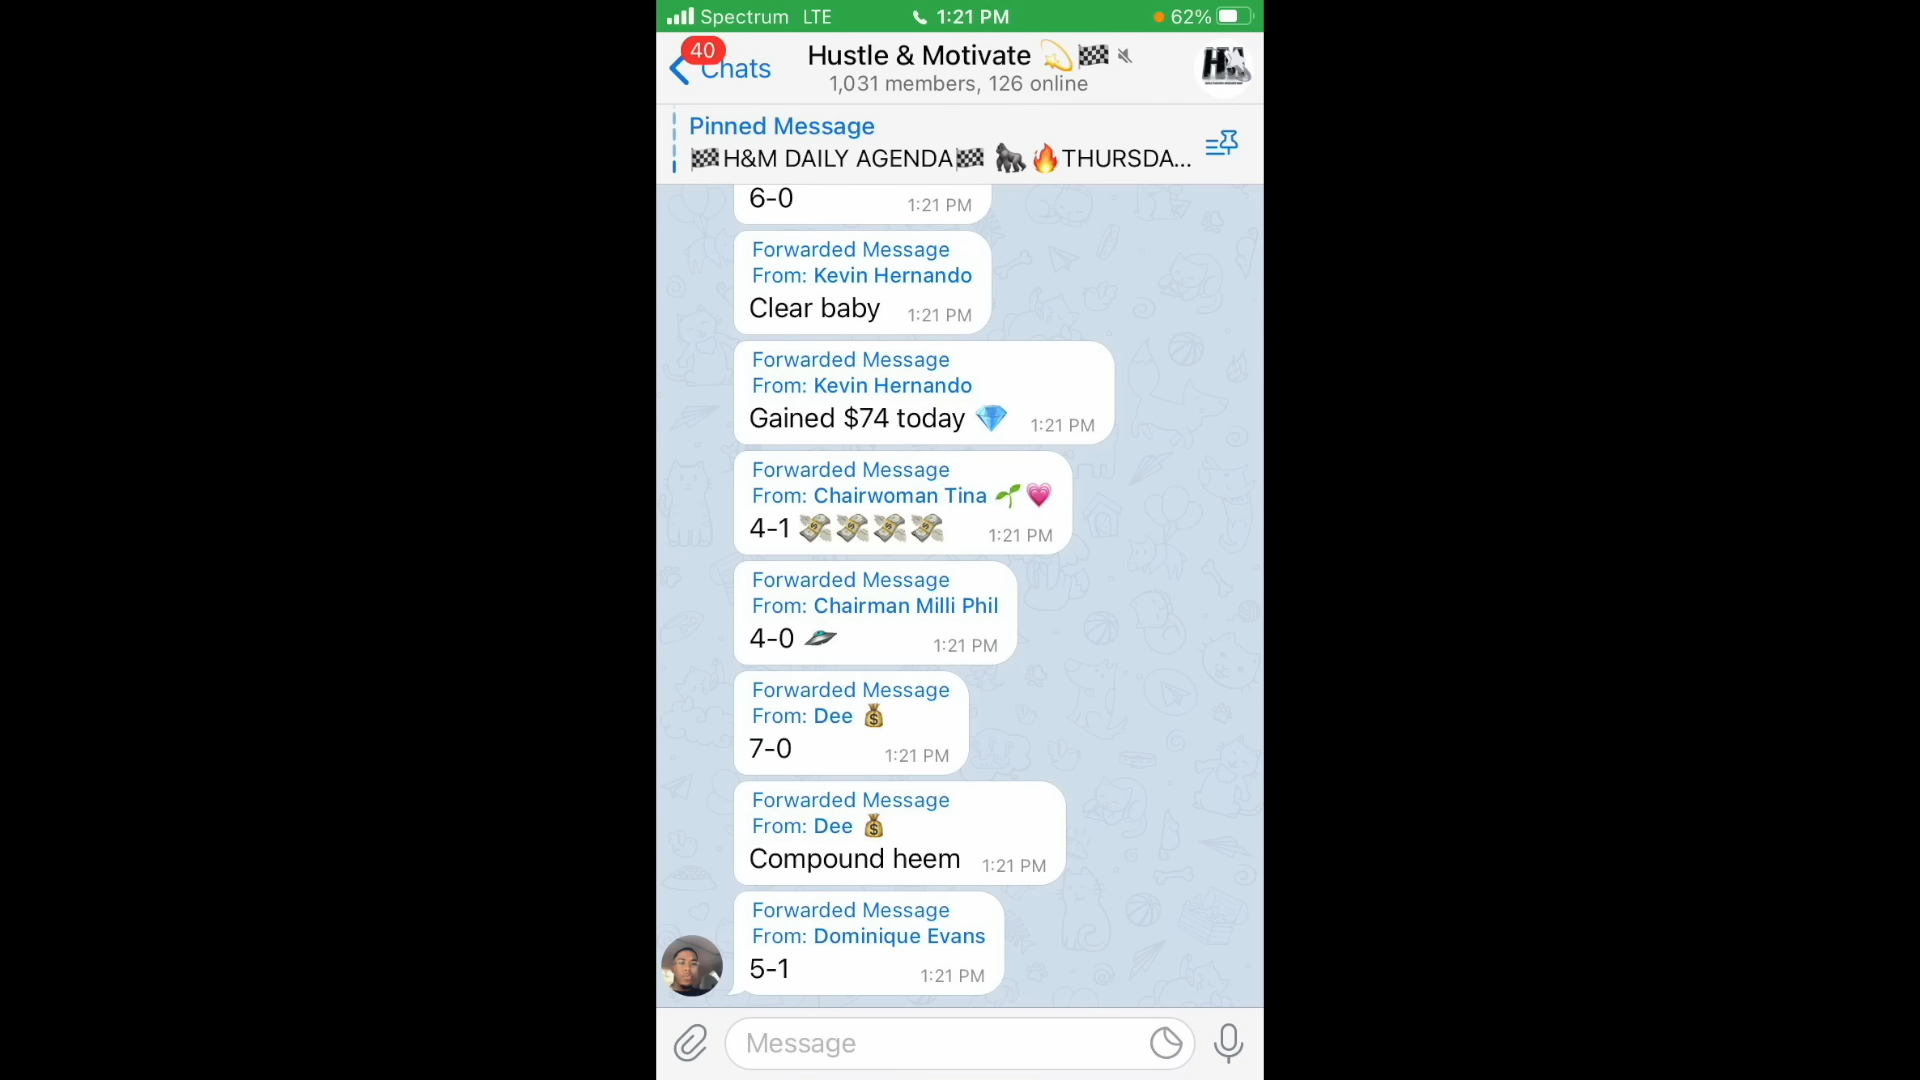 Spectrum LTE 1:21 PM 62%
40
Chats
Hustle & Motivate 💫🏁
1,031 members, 126 online
Pinned Message
🏁H&M DAILY AGENDA🏁 🦍🔥THURSDA...
6-0 1:21 PM
Forwarded Message
From: Kevin Hernando
Clear baby 1:21 PM
Forwarded Message
From: Kevin Hernando
Gained $74 today 💎 1:21 PM
Forwarded Message
From: Chairwoman Tina 🌱💗
4-1 💸💸💸💸 1:21 PM
Forwarded Message
From: Chairman Milli Phil
4-0 🛸 1:21 PM
Forwarded Message
From: Dee 💰
7-0 1:21 PM
Forwarded Message
From: Dee 💰
Compound heem 1:21 PM
Forwarded Message
From: Dominique Evans
5-1 1:21 PM
Message